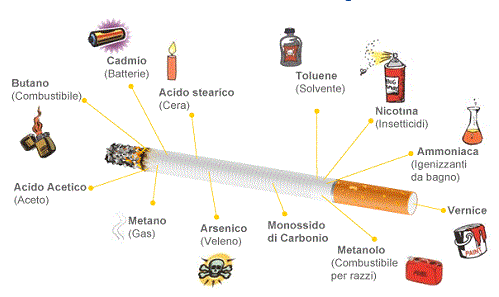 Cadmio
(Batterie)
Acido stearico
(Cera)
Toluene
(Solvente)
Butano
(Combustibile)
Nicotina
(Insetticidi)
Ammoniaca
(Igenizzanti
da bagno)
Acido Acetico
(Aceto)
Metano
(Gas)
Arsenico
(Veleno)
Monossido
di Carbonio
Metanolo
(Combustibile
per razzi)
Vernice
PAINT